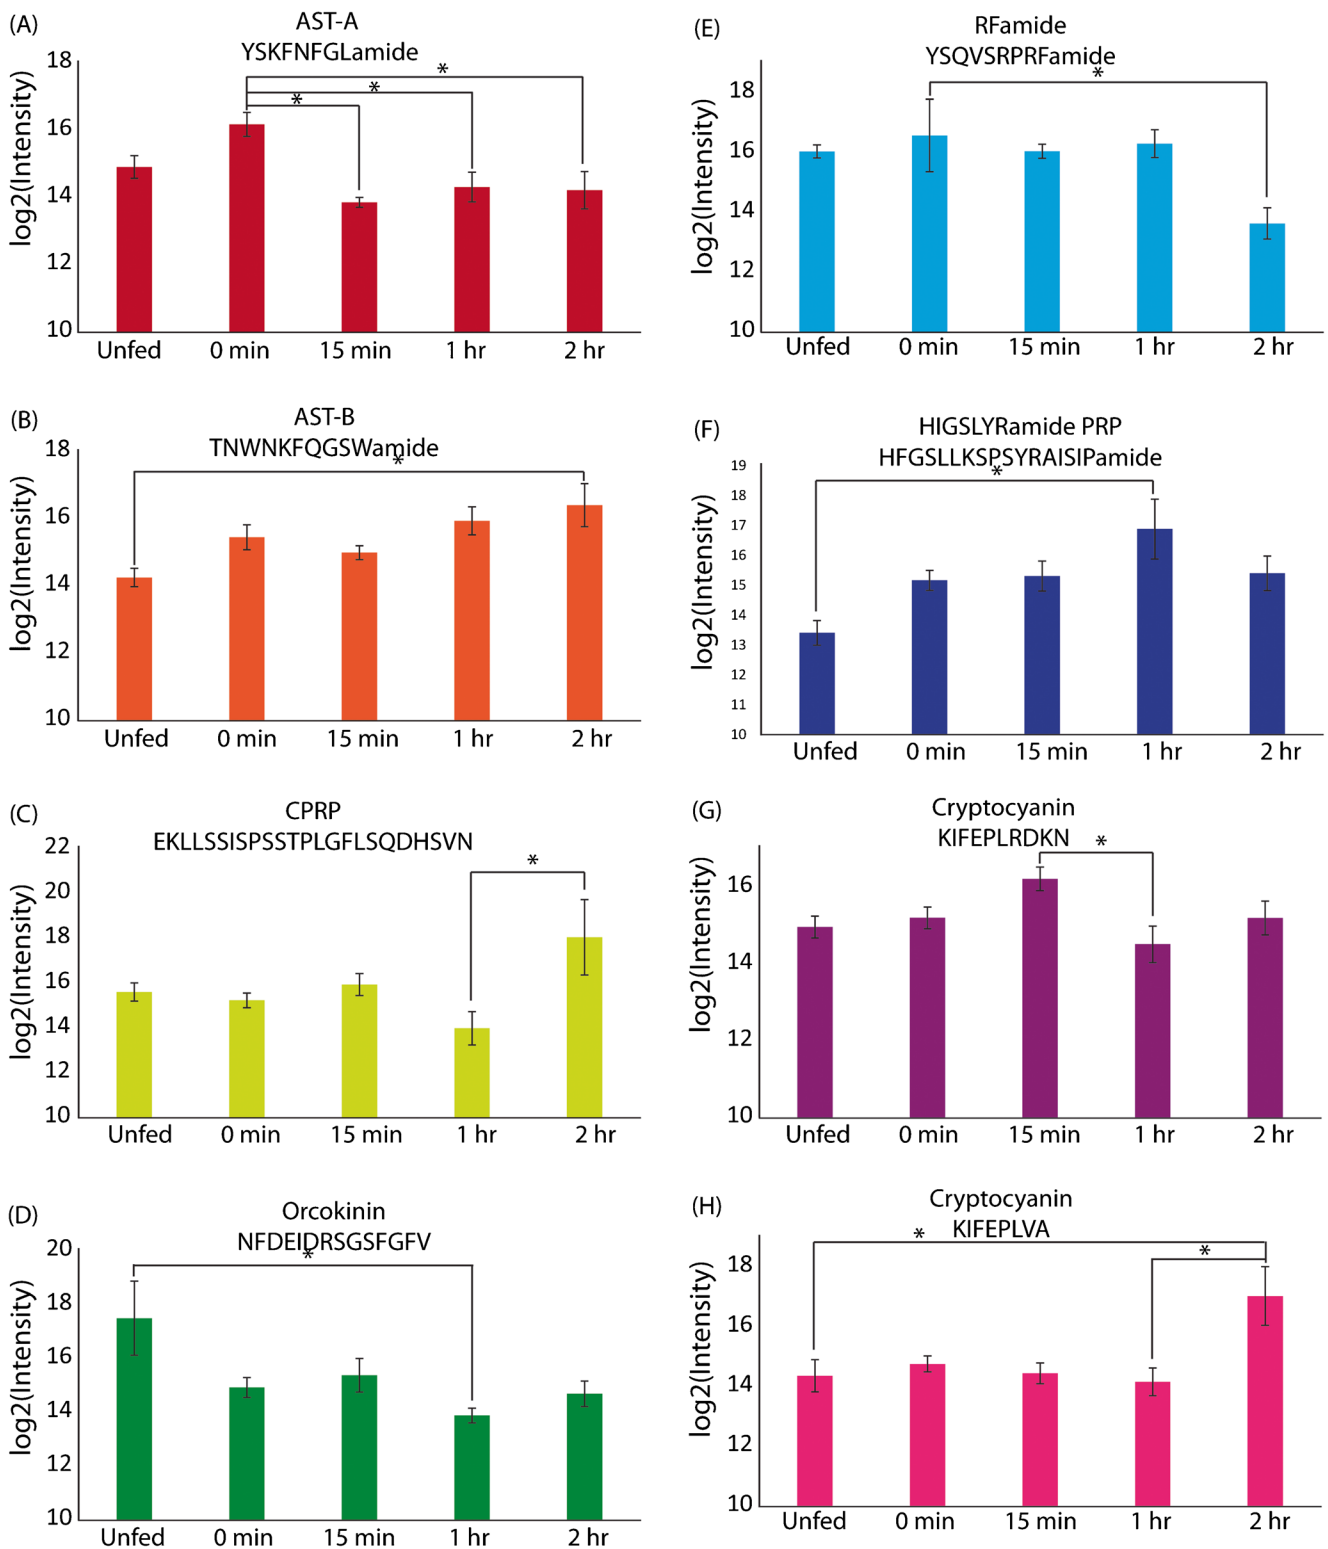 (A)
AST-A
YSKFNFGLamide
log2(Intensity)
18
16
14
12
10
*
*
*
Unfed 0 min 15 min 1 hr 2 hr
(B)
AST-B
TNWNKFQGSWamide
log2(Intensity)
18
16
14
12
10
*
Unfed 0 min 15 min 1 hr 2 hr
(C)
CPRP
EKLLSSISPSSTPLGFLSQDHSVN
log2(Intensity)
22
20
18
16
14
12
10
*
Unfed 0 min 15 min 1 hr 2 hr
(D)
Orcokinin
NFDEIDRSGSFGFV
log2(Intensity)
20
18
16
14
12
10
*
Unfed 0 min 15 min 1 hr 2 hr
(E)
RFamide
YSQVSRPRFamide
log2(Intensity)
18
16
14
12
10
*
Unfed 0 min 15 min 1 hr 2 hr
(F)
HIGSLYRamide PRP
HFGSLLKSPSYRAISIPamide
log2(Intensity)
19
18
17
16
15
14
13
12
11
10
*
Unfed 0 min 15 min 1 hr 2 hr
(G)
Cryptocyanin
KIFEPLRDKN
log2(Intensity)
16
14
12
10
*
Unfed 0 min 15 min 1 hr 2 hr
(H)
Cryptocyanin
KIFEPLVA
log2(Intensity)
18
16
14
12
10
*
*
Unfed 0 min 15 min 1 hr 2 hr